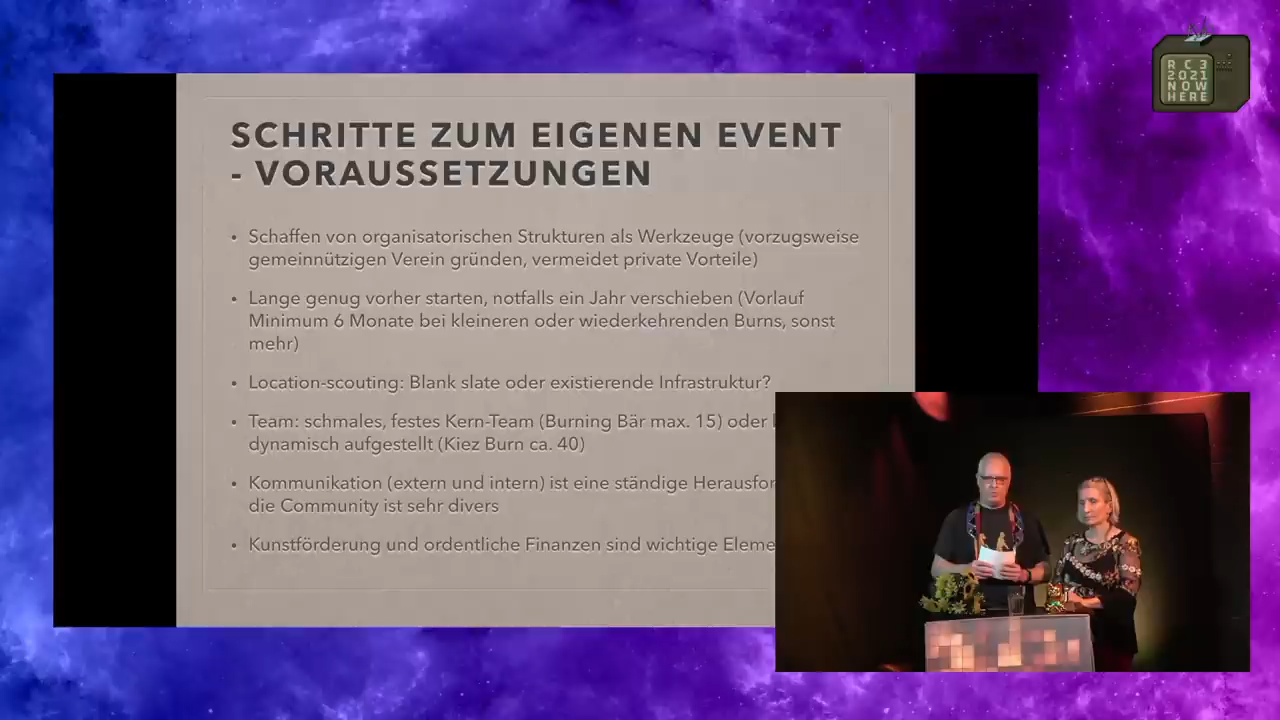 SCHRITTE ZUM EIGENEN EVENT
- VORAUSSETZUNGEN
• Schaffen von organisatorischen Strukturen als Werkzeuge (vorzugsweise
gemeinnützigen Verein gründen, vermeidet private Vorteile)
• Lange genug vorher starten, notfalls ein Jahr verschieben (Vorlauf
Minimum 6 Monate bei kleineren oder wiederkehrenden Burns, sonst
mehr)
• Location-scouting: Blank slate oder existierende Infrastruktur?
• Team: schmales, festes Kern-Team (Burning Bär max. 15) oder
dynamisch aufgestellt (Kiez Burn ca. 40)
• Kommunikation (extern und intern) ist eine ständige
die Community ist sehr divers
• Kunstförderung und ordentliche Finanzen sind wichtige
RC3
2021
NOW
HERE